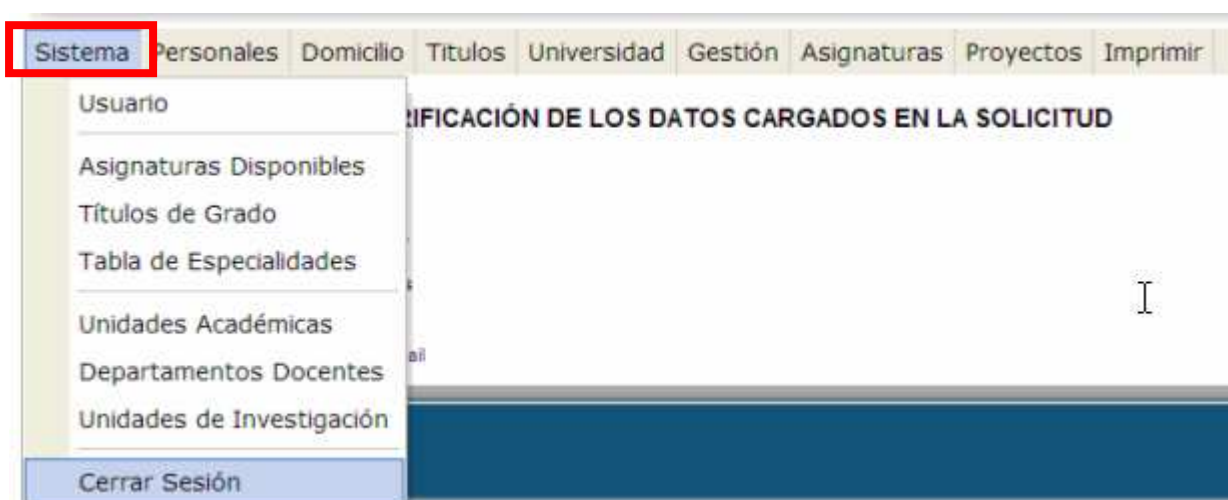 Sistema Personales Domicilio Titulos Universidad Gestión Asignaturas Proyectos Imprimir
Usuario
DE LOS DATOS CARGADOS EN LA SOLICITUD
Asignaturas Disponibles
Títulos de Grado
Tabla de Especialidades
Unidades Académicas
Departamentos Docentes
Unidades de Investigación
Cerrar Sesión